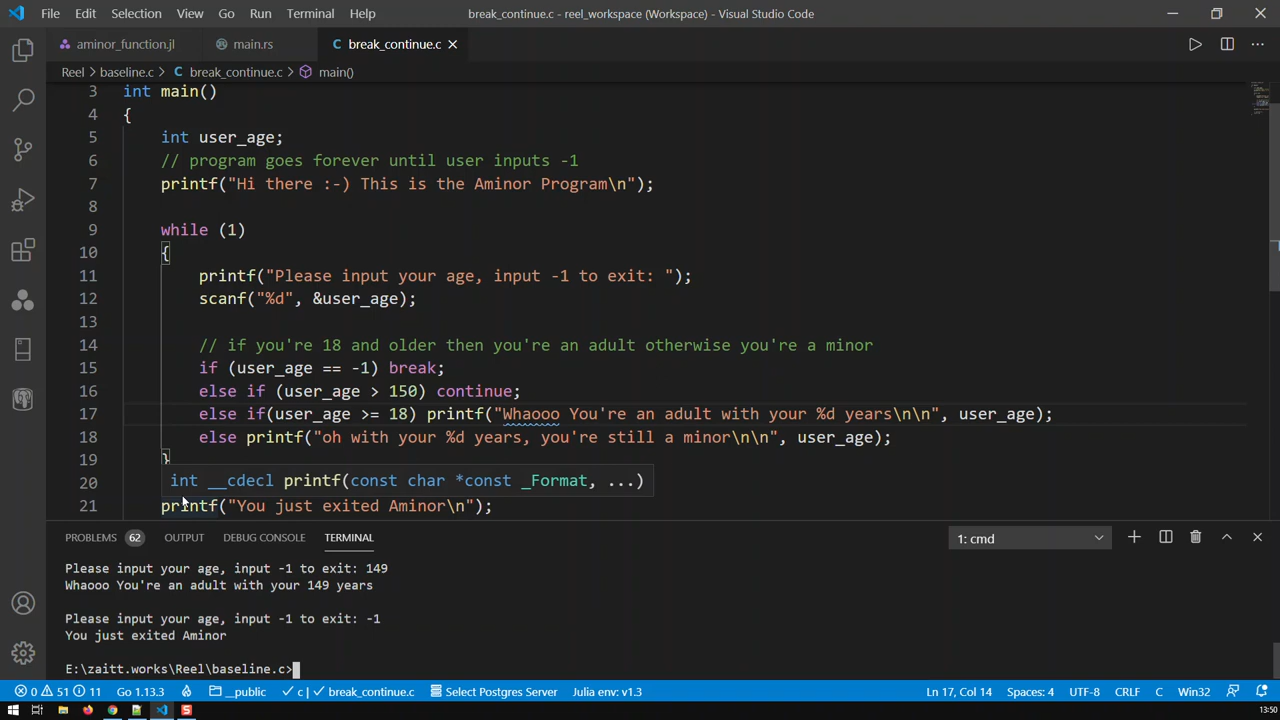 File Edit Selection View Go Run Terminal Help break_continue.c - reel_workspace (Workspace) - Visual Studio Code
aminor_function.jl main.rs C break_continue.c
Reel > baseline.c > C break_continue.c > main()
3 int main()
4 {
5 int user_age;
6 // program goes forever until user inputs -1
7 printf("Hi there :-) This is the Aminor Program\n");
8
9 while (1)
10 {
11 printf("Please input your age, input -1 to exit: ");
12 scanf("%d", &user_age);
13
14 // if you're 18 and older then you're an adult otherwise you're a minor
15 if (user_age == -1) break;
16 else if (user_age > 150) continue;
17 else if(user_age >= 18) printf("Whaooo You're an adult with your %d years\n\n", user_age);
18 else printf("oh with your %d years, you're still a minor\n\n", user_age);
19 }
20 int __cdecl printf(const char *const _Format, ...)
21 printf("You just exited Aminor\n");
PROBLEMS 62 OUTPUT DEBUG CONSOLE TERMINAL 1: cmd
Please input your age, input -1 to exit: 149
Whaooo You're an adult with your 149 years
Please input your age, input -1 to exit: -1
You just exited Aminor
E:\zaitt.works\Reel\baseline.c>
0 51 11 Go 1.13.3 __public c | break_continue.c Select Postgres Server Julia env: v1.3 Ln 17, Col 14 Spaces: 4 UTF-8 CRLF C Win32
13:50